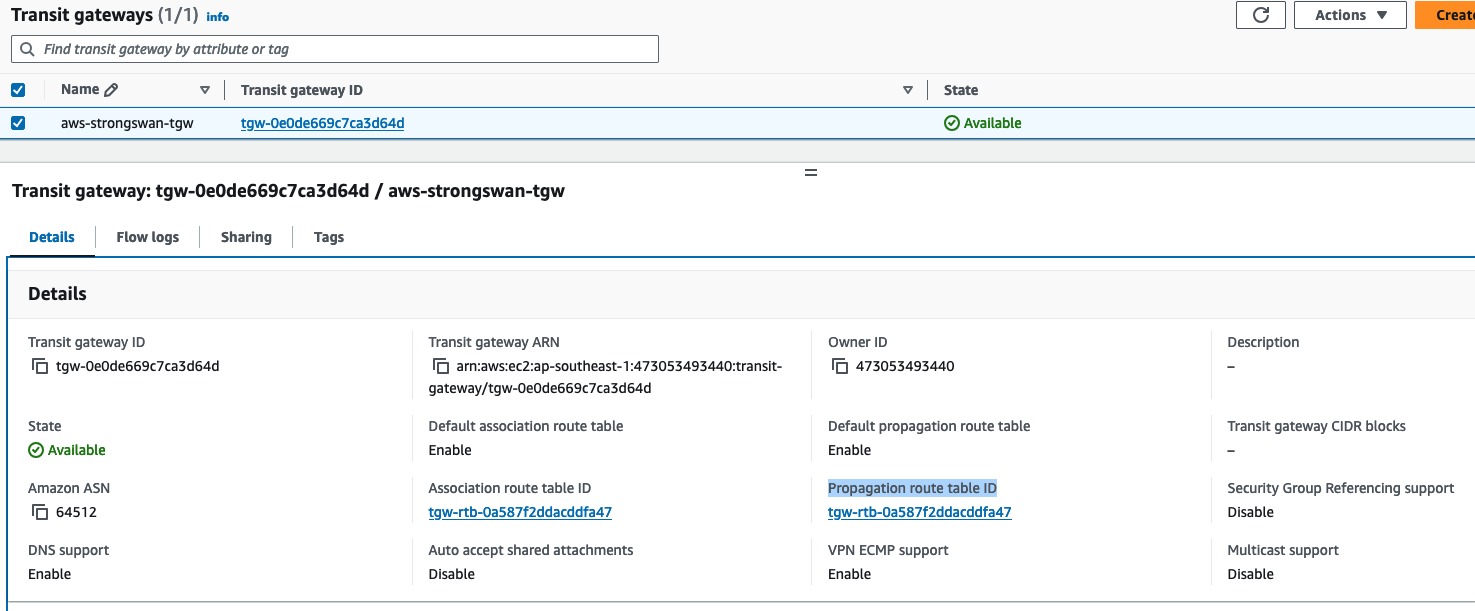 Transit gateways (1/1) info
Actions ▼
Create
Find transit gateway by attribute or tag
Name
Transit gateway ID
State
aws-strongswan-tgw
tgw-0e0de669c7ca3d64d
Available
Transit gateway: tgw-0e0de669c7ca3d64d / aws-strongswan-tgw
Details
Flow logs
Sharing
Tags
Details
Transit gateway ID
tgw-0e0de669c7ca3d64d
Transit gateway ARN
arn:aws:ec2:ap-southeast-1:473053493440:transit-
gateway/tgw-0e0de669c7ca3d64d
Owner ID
473053493440
Description
–
State
Available
Default association route table
Enable
Default propagation route table
Enable
Transit gateway CIDR blocks
–
Amazon ASN
64512
Association route table ID
tgw-rtb-0a587f2ddacddfa47
Propagation route table ID
tgw-rtb-0a587f2ddacddfa47
Security Group Referencing support
Disable
DNS support
Enable
Auto accept shared attachments
Disable
VPN ECMP support
Enable
Multicast support
Disable